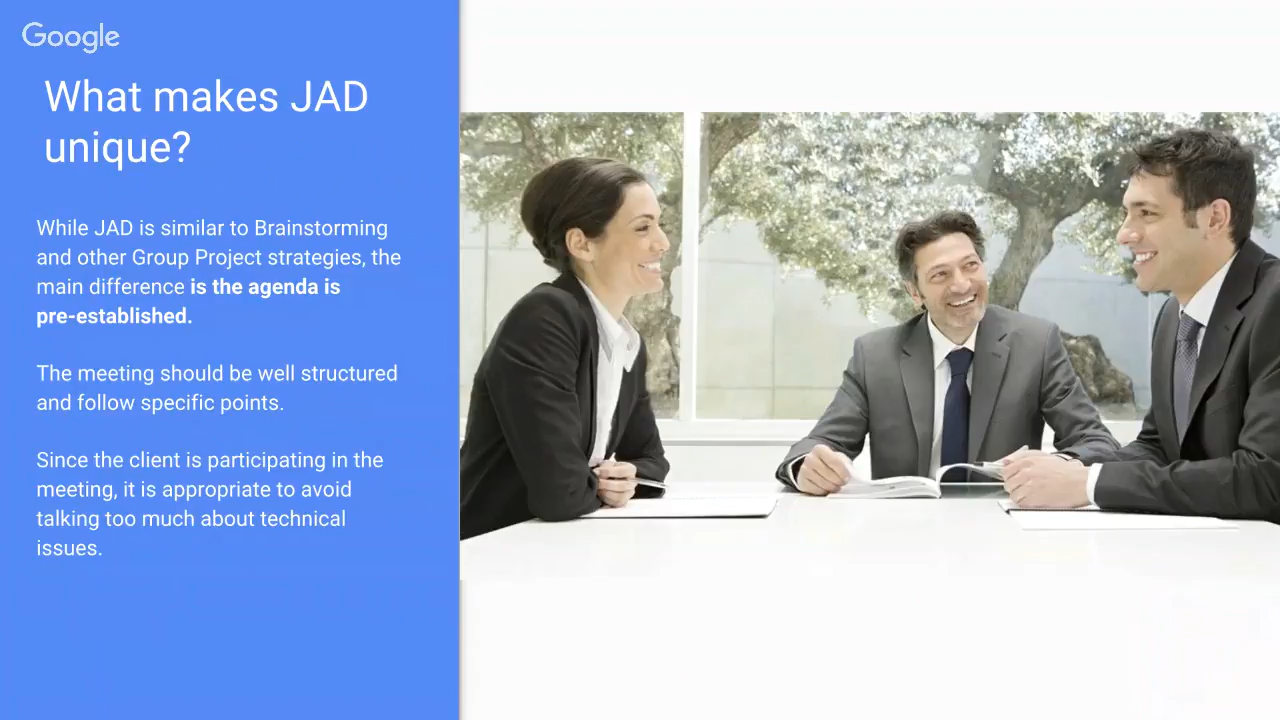 Google
What makes JAD
unique?
While JAD is similar to Brainstorming
and other Group Project strategies, the
main difference is the agenda is
pre-established.
The meeting should be well structured
and follow specific points.
Since the client is participating in the
meeting, it is appropriate to avoid
talking too much about technical
issues.